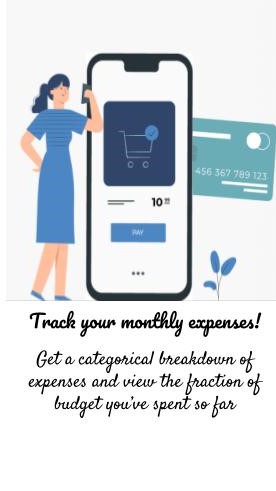 456 367 789 123
10
PAY
Track your monthly expenses!
Get a categorical breakdown of
expenses and view the fraction of
budget you've spent so far